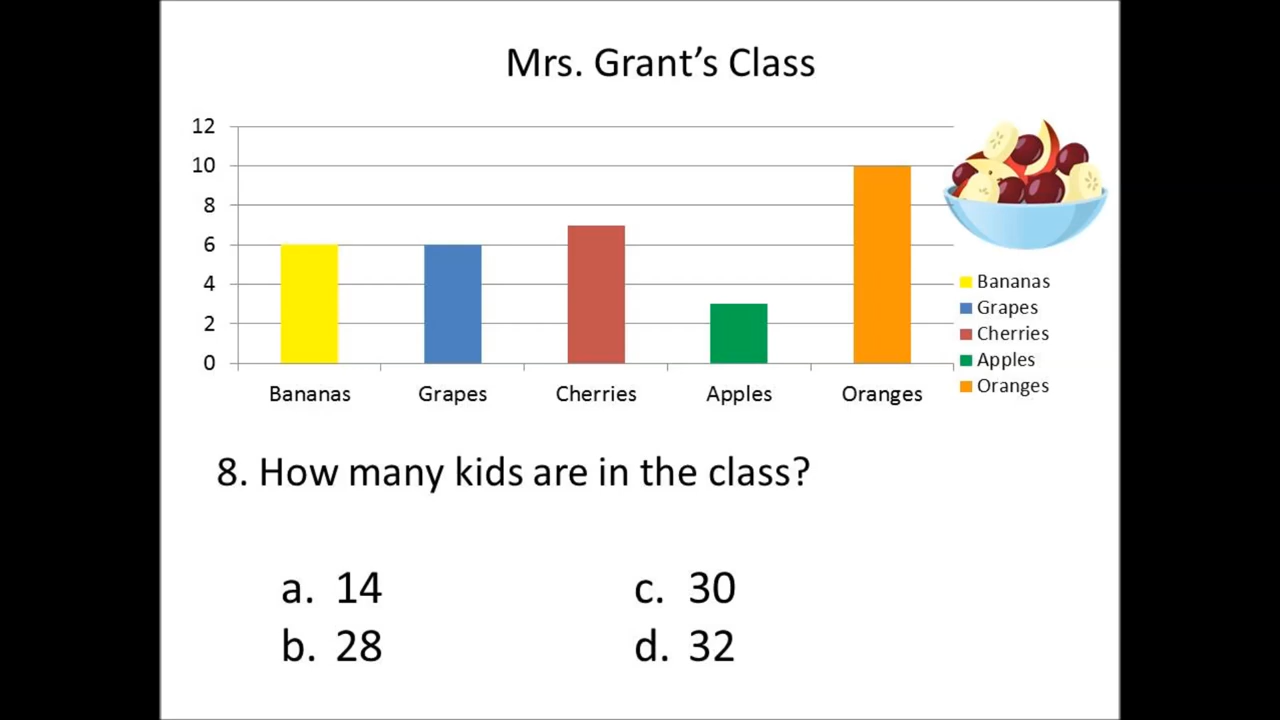 Mrs. Grant’s Class
12
10
8
6
4
2
0
Bananas Grapes Cherries Apples Oranges
Bananas
Grapes
Cherries
Apples
Oranges
8. How many kids are in the class?
a. 14
b. 28
c. 30
d. 32